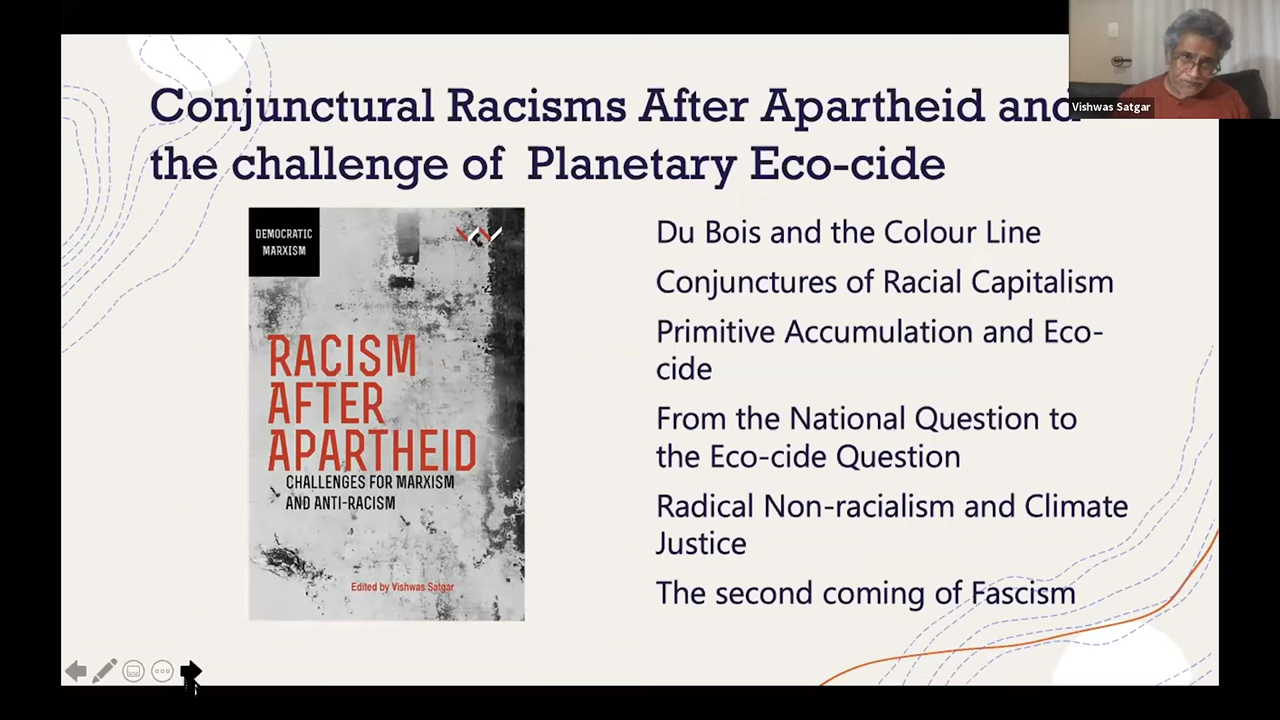 Conjunctural Racisms After Apartheid and
the challenge of Planetary Eco-cide
Vishwas Satgar
DEMOCRATIC
MARXISM
RACISM
AFTER
APARTHEID
CHALLENGES FOR MARXISM
AND ANTI-RACISM
Edited by Vishwas Satgar
Du Bois and the Colour Line
Conjunctures of Racial Capitalism
Primitive Accumulation and Eco-
cide
From the National Question to
the Eco-cide Question
Radical Non-racialism and Climate
Justice
The second coming of Fascism